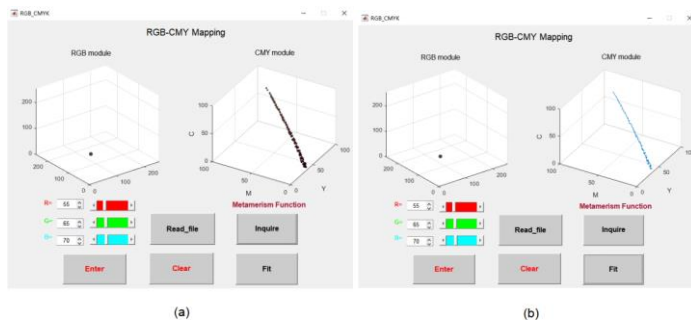 RGB_CMYK
RGB-CMY Mapping
RGB module
CMY module
200
100
0
200
100
0
0
100
200
100
50
0
C
100
50
0
M
0
50
100
Y
Metamerism Function
R=
55
G=
65
70
Read_file
Inquire
Enter
Clear
Fit
(a)
RGB_CMYK
RGB-CMY Mapping
RGB module
CMY module
200
100
0
200
100
0
0
100
200
100
50
0
C
100
50
0
M
0
50
100
Y
Metamerism Function
R=
55
G=
65
70
Read_file
Inquire
Enter
Clear
Fit
(b)